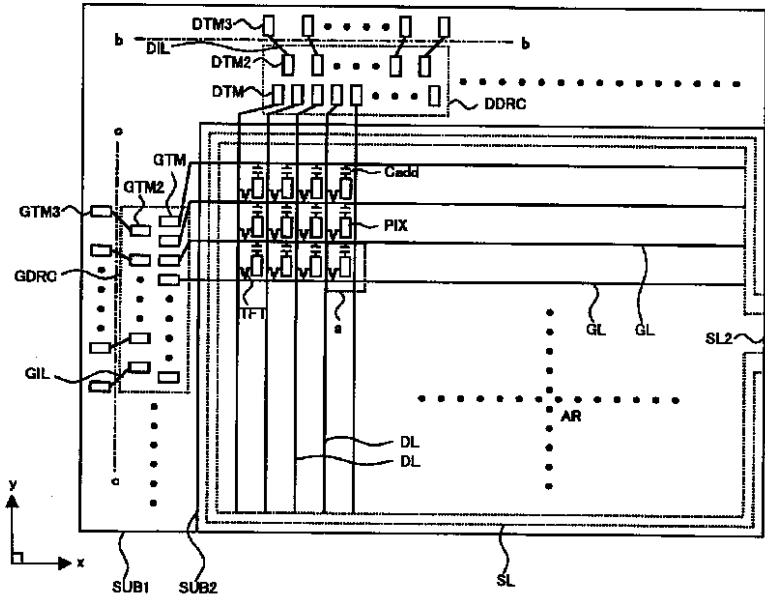 DTM3
b b
DIL
DTM2
DTM
DDRC
c
GTM
Cadd
GTM2
GTM3
PIX
GDRC
TFT
a
GL
GL
SL2
GIL
AR
DL
DL
c
y
x
SUB1
SUB2
SL